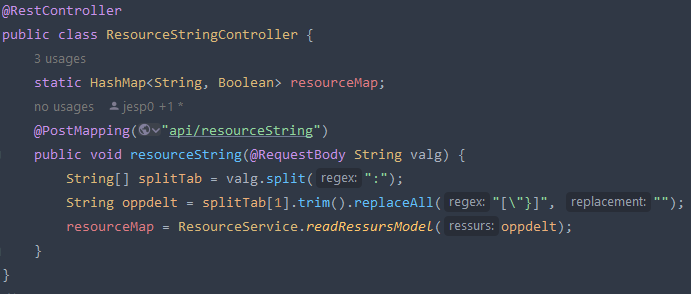 @RestController
public class ResourceStringController {
3 usages
static HashMap<String, Boolean> resourceMap;
no usages jesp0 +1 *
@PostMapping("api/resourceString")
public void resourceString(@RequestBody String valg) {
String[] splitTab = valg.split( regex: ":");
String oppdelt = splitTab[1].trim().replaceAll( regex: "[\"}]", replacement: "");
resourceMap = ResourceService.readRessursModel( ressurs: oppdelt);
}
}